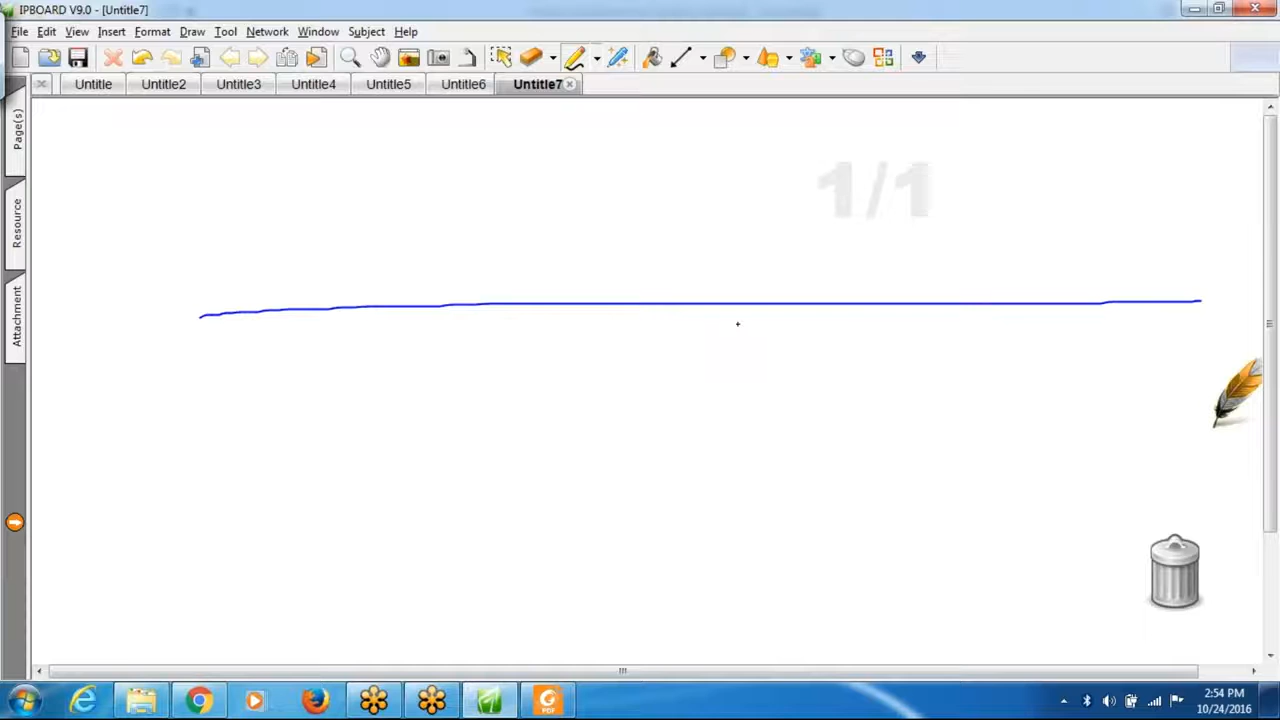 IPBOARD V9.0 - [Untitle7]
File Edit View Insert Format Draw Tool Network Window Subject Help
Untitle Untitle2 Untitle3 Untitle4 Untitle5 Untitle6 Untitle7
Page(s)
Resource
Attachment
1/1
PDF
2:54 PM
10/24/2016